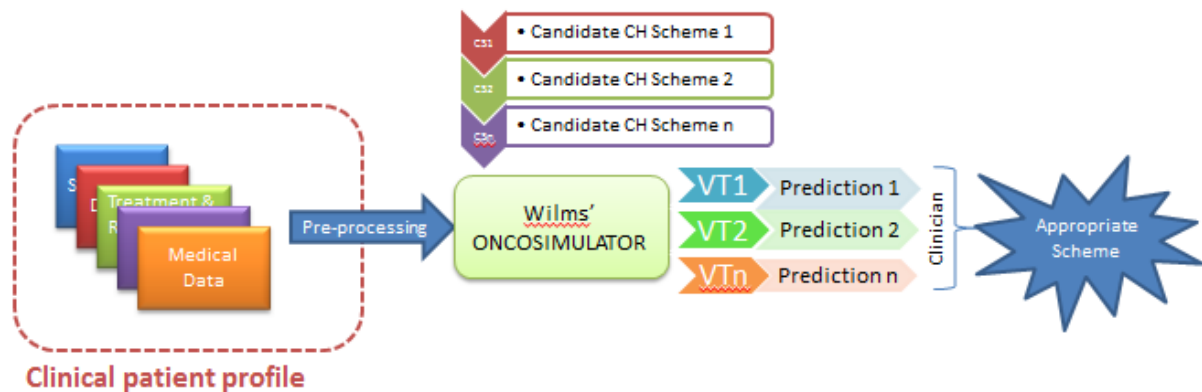 CS1
• Candidate CH Scheme 1
CS2
• Candidate CH Scheme 2
• Candidate CH Scheme n
S
D
Treatment &
R
Medical
Data
Pre-processing
Wilms'
ONCOSIMULATOR
VT1
Prediction 1
VT2
Prediction 2
VTn
Prediction n
Clinician
Appropriate
Scheme
Clinical patient profile